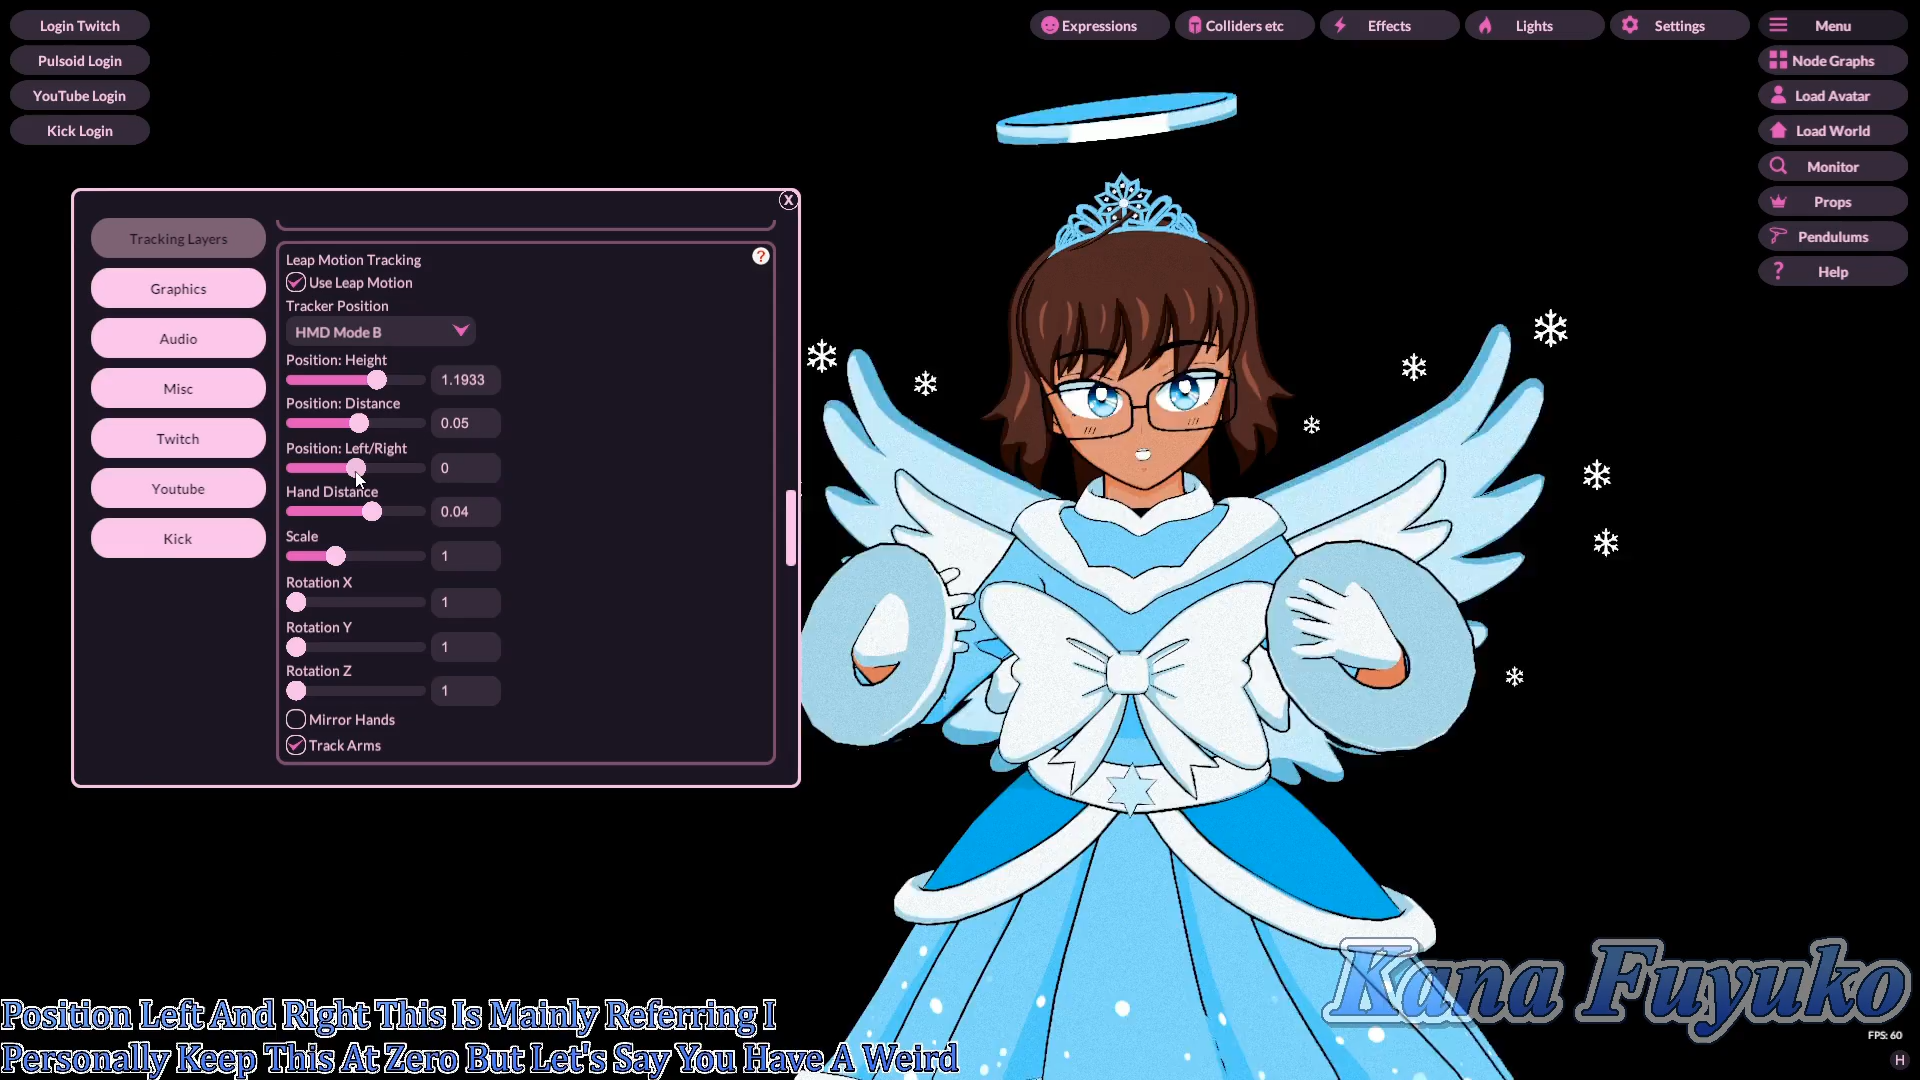 Login Twitch
Pulsoid Login
YouTube Login
Kick Login
Expressions
Colliders etc
Effects
Lights
Settings
Menu
Node Graphs
Load Avatar
Load World
Monitor
Props
Pendulums
? Help
X
Tracking Layers
Graphics
Audio
Misc
Twitch
Youtube
Kick
Leap Motion Tracking
?
Use Leap Motion
Tracker Position
HMD Mode B
Position: Height
1.1933
Position: Distance
0.05
Position: Left/Right
0
Hand Distance
0.04
Scale
1
Rotation X
1
Rotation Y
1
Rotation Z
1
Mirror Hands
Track Arms
Kana Fuyuko
Position Left And Right This Is Mainly Referring I
Personally Keep This At Zero But Let's Say You Have A Weird
FPS: 60
H